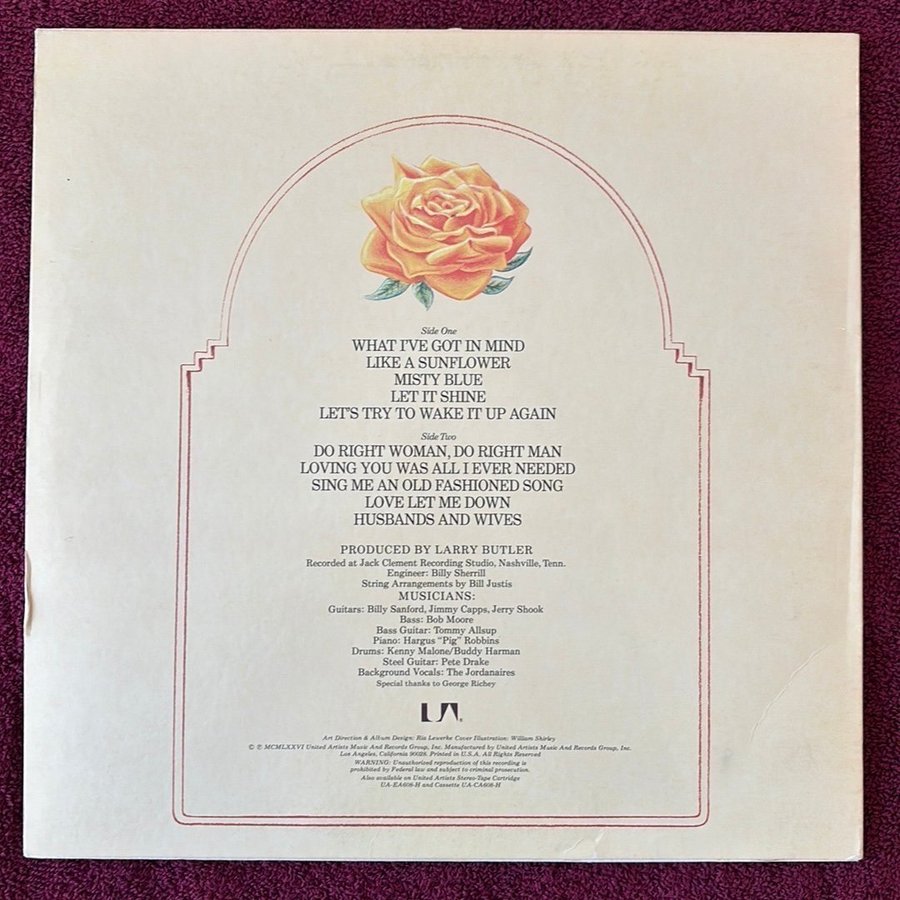 Side One
WHAT I'VE GOT IN MIND
LIKE A SUNFLOWER
MISTY BLUE
LET IT SHINE
LET'S TRY TO WAKE IT UP AGAIN
Side Two
DO RIGHT WOMAN, DO RIGHT MAN
LOVING YOU WAS ALL I EVER NEEDED
SING ME AN OLD FASHIONED SONG
LOVE LET ME DOWN
HUSBANDS AND WIVES
PRODUCED BY LARRY BUTLER
Recorded at Jack Clement Recording Studio, Nashville, Tenn.
Engineer: Billy Sherrill
String Arrangements by Bill Justis
MUSICIANS:
Guitars: Billy Sanford, Jimmy Capps, Jerry Shook
Bass: Bob Moore
Bass Guitar: Tommy Allsup
Piano: Hargus "Pig" Robbins
Drums: Kenny Malone/Buddy Harman
Steel Guitar: Pete Drake
Background Vocals: The Jordanaires
Special thanks to George Richey
UA®
Art Direction & Album Design: Ria Lewerke Cover Illustration: William Shirley
© ℗ MCMLXXVI United Artists Music And Records Group, Inc. Manufactured by United Artists Music And Records Group, Inc.
Los Angeles, California 90028. Printed in U.S.A. All Rights Reserved
WARNING: Unauthorized reproduction of this recording is
prohibited by Federal law and subject to criminal prosecution.
Also available on United Artists Stereo-Tape Cartridge
UA-EA608-H and Cassette UA-CA608-H